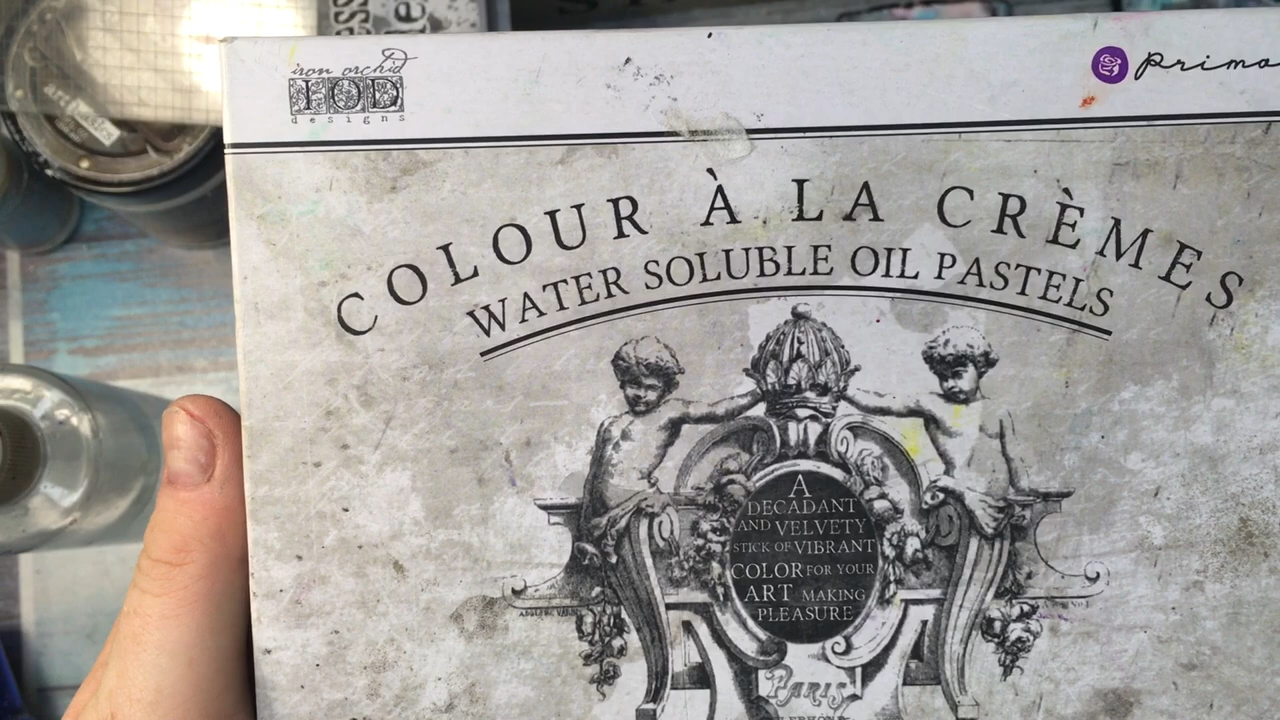 iron orchid
IOD
designs
Prima
COLOUR À LA CRÈMES
WATER SOLUBLE OIL PASTELS
A
DECADANT
AND VELVETY
STICK OF VIBRANT
COLOR FOR YOUR
ART MAKING
PLEASURE
PARIS